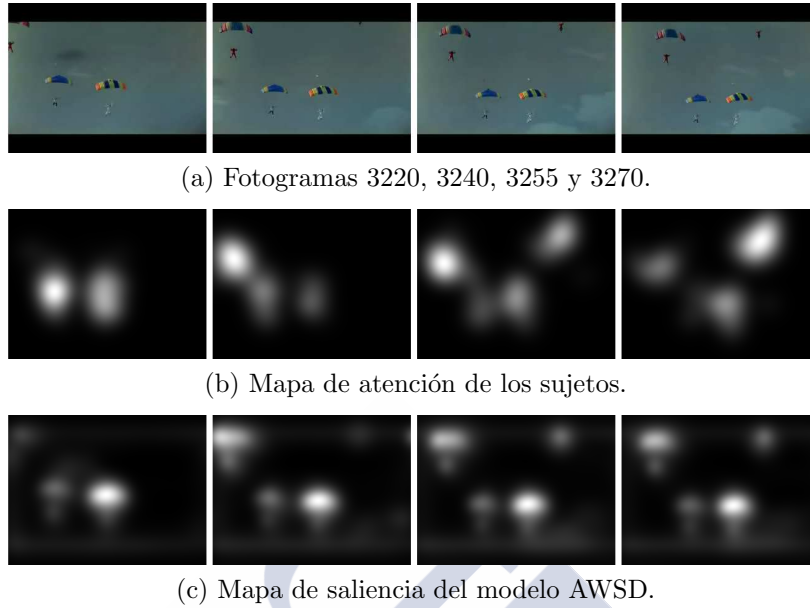 (a) Fotogramas 3220, 3240, 3255 y 3270.
(b) Mapa de atención de los sujetos.
(c) Mapa de saliencia del modelo AWSD.